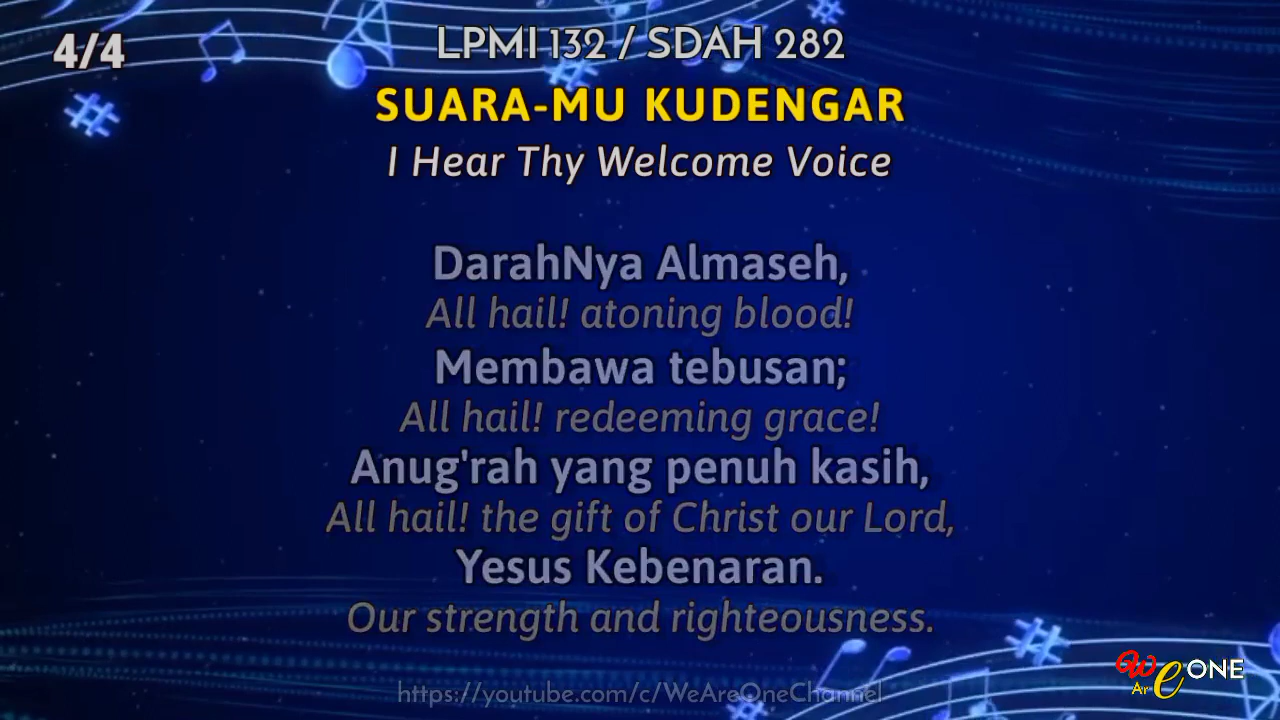 4/4
LPMI 132 / SDAH 282
SUARA-MU KUDENGAR
I Hear Thy Welcome Voice
DarahNya Almaseh,
All hail! atoning blood!
Membawa tebusan;
All hail! redeeming grace!
Anug'rah yang penuh kasih,
All hail! the gift of Christ our Lord,
Yesus Kebenaran.
Our strength and righteousness.
https://youtube.com/c/WeAreOneChannel
We Are ONE